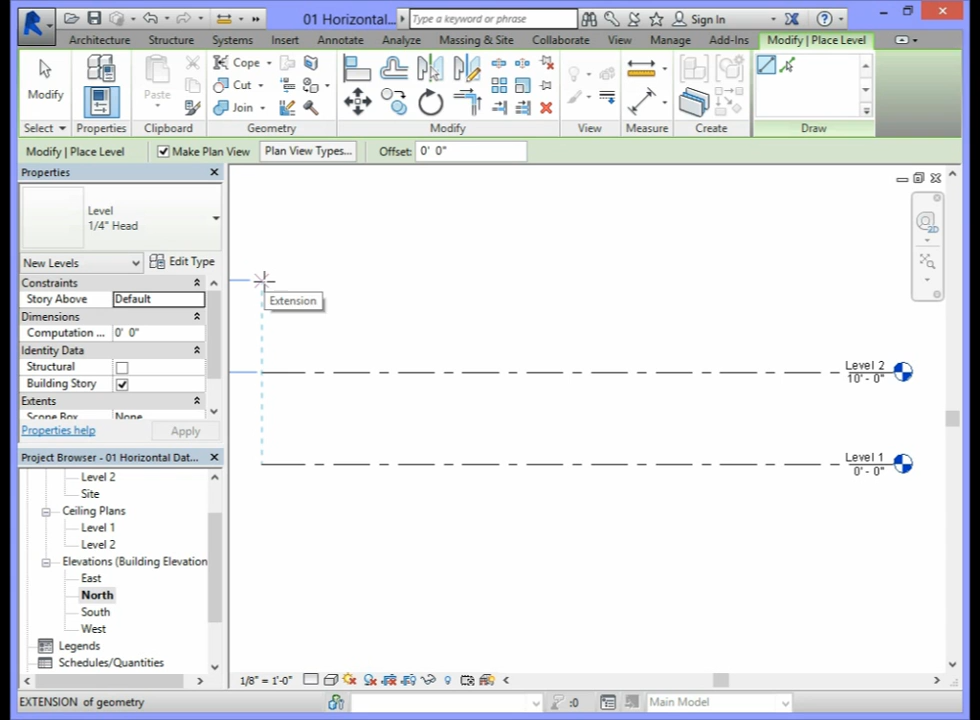 01 Horizontal...
Type a keyword or phrase
Sign In
Architecture Structure Systems Insert Annotate Analyze Massing & Site Collaborate View Manage Add-Ins Modify | Place Level
Modify
Paste
Cope
Cut
Join
Select Properties Clipboard Geometry Modify View Measure Create Draw
Modify | Place Level Make Plan View Plan View Types... Offset: 0' 0"
Properties
Level
1/4" Head
New Levels Edit Type
Constraints
Story Above Default
Dimensions
Computation ... 0' 0"
Identity Data
Structural
Building Story
Extents
Scope Box None
Properties help Apply
Project Browser - 01 Horizontal Dat...
Level 2
Site
Ceiling Plans
Level 1
Level 2
Elevations (Building Elevation
East
North
South
West
Legends
Schedules/Quantities
Extension
Level 2
10' - 0"
Level 1
0' - 0"
2D
1/8" = 1'-0"
EXTENSION of geometry
:0
Main Model